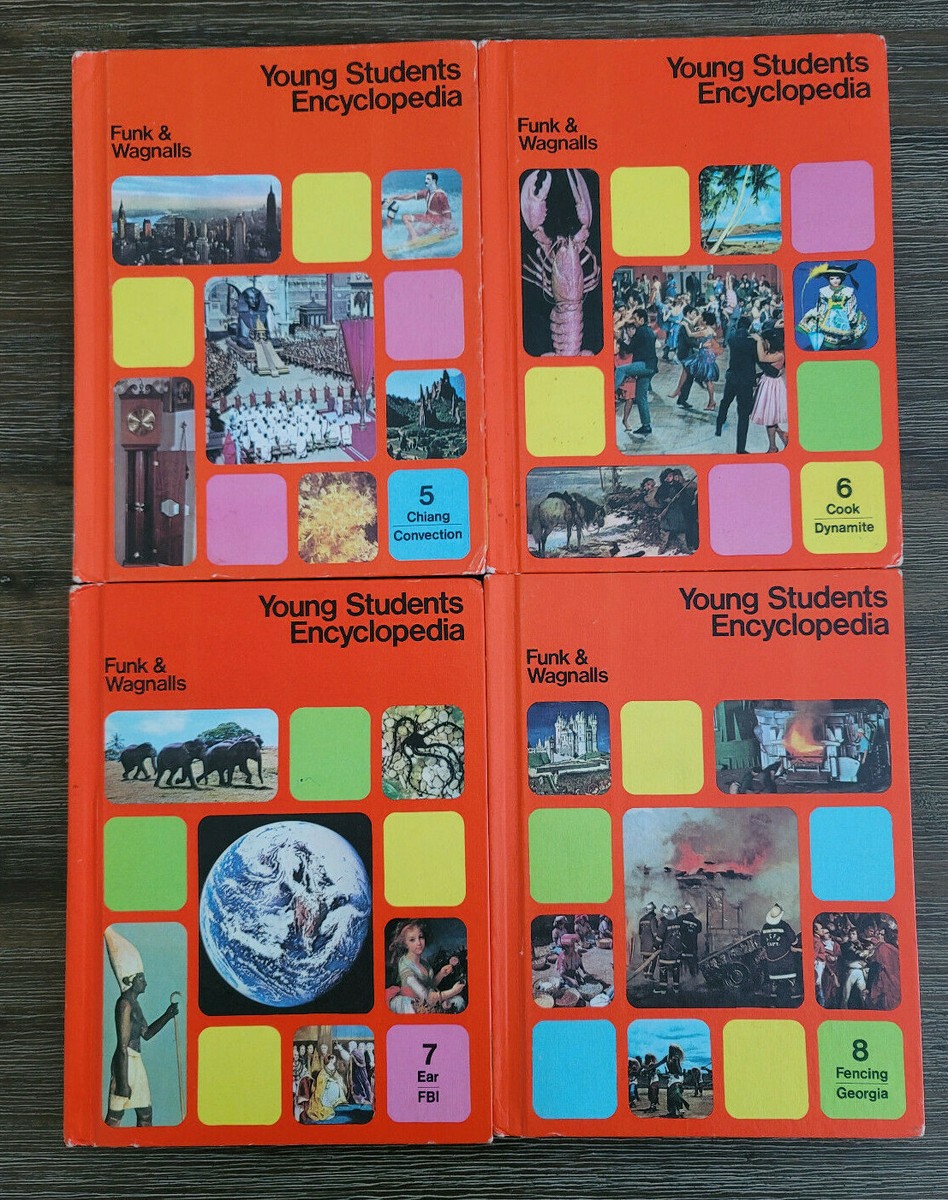 Young Students
Encyclopedia
Funk &
Wagnalls
5
Chiang
Convection
Young Students
Encyclopedia
Funk &
Wagnalls
6
Cook
Dynamite
Young Students
Encyclopedia
Funk &
Wagnalls
7
Ear
FBI
Young Students
Encyclopedia
Funk &
Wagnalls
8
Fencing
Georgia